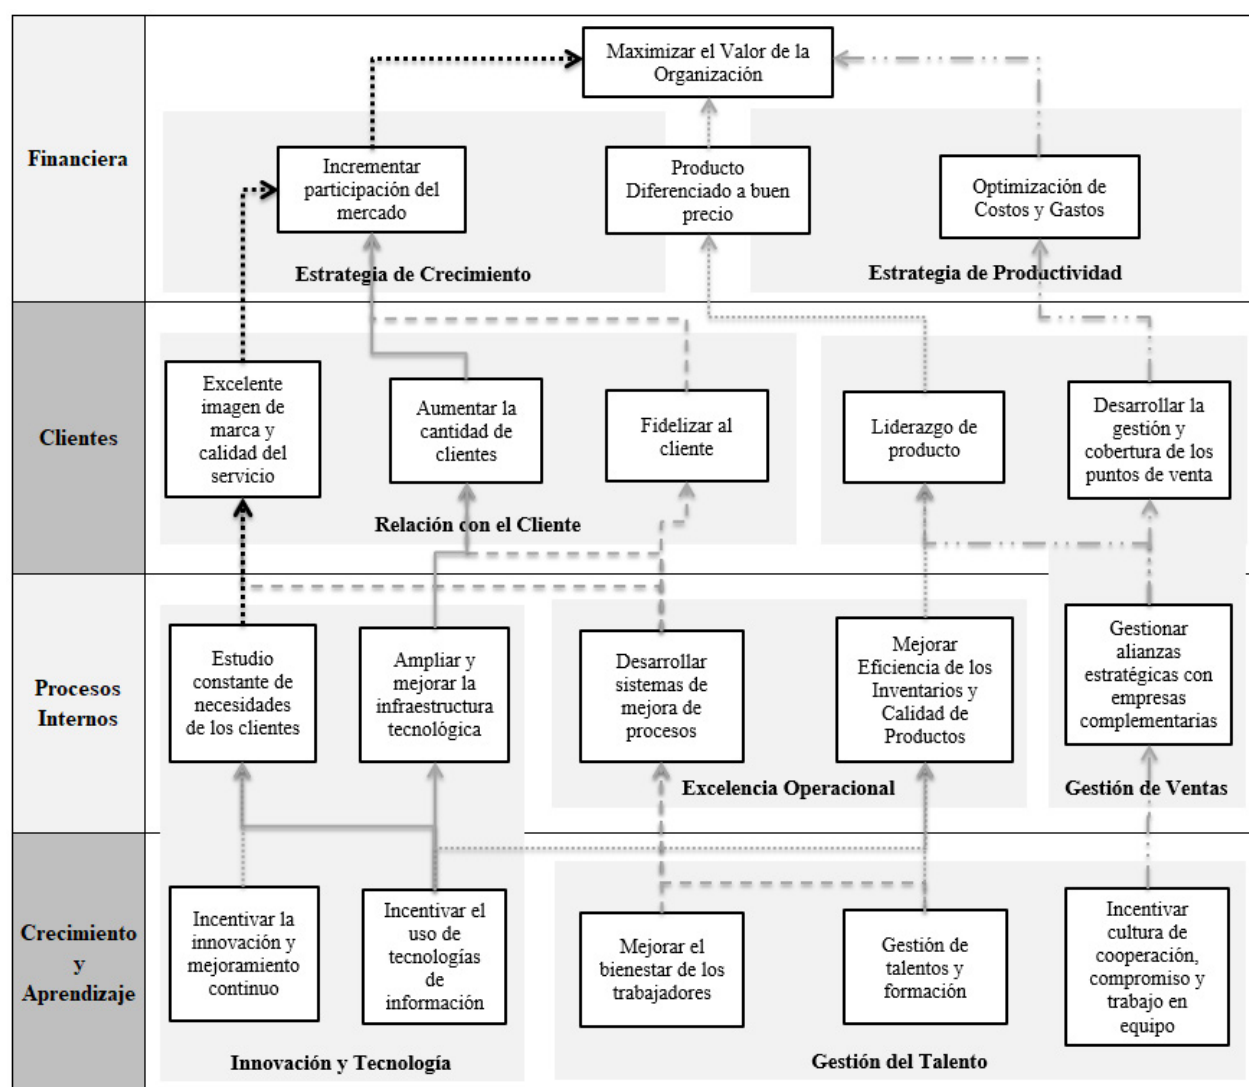 Financiera
Maximizar el Valor de la
Organización
Incrementar
participación del
mercado
Producto
Diferenciado a buen
precio
Optimización de
Costos y Gastos
Estrategia de Crecimiento
Estrategia de Productividad
Clientes
Excelente
imagen de
marca y
calidad del
servicio
Aumentar la
cantidad de
clientes
Fidelizar al
cliente
Liderazgo de
producto
Desarrollar la
gestión y
cobertura de los
puntos de venta
Relación con el Cliente
Procesos
Internos
Estudio
constante de
necesidades
de los clientes
Ampliar y
mejorar la
infraestructura
tecnológica
Desarrollar
sistemas de
mejora de
procesos
Mejorar
Eficiencia de los
Inventarios y
Calidad de
Productos
Gestionar
alianzas
estratégicas con
empresas
complementarias
Excelencia Operacional
Gestión de Ventas
Crecimiento
y
Aprendizaje
Incentivar la
innovación y
mejoramiento
continuo
Incentivar el
uso de
tecnologías
de
información
Mejorar el
bienestar de los
trabajadores
Gestión de
talentos y
formación
Incentivar
cultura de
cooperación,
compromiso y
trabajo en
equipo
Innovación y Tecnología
Gestión del Talento